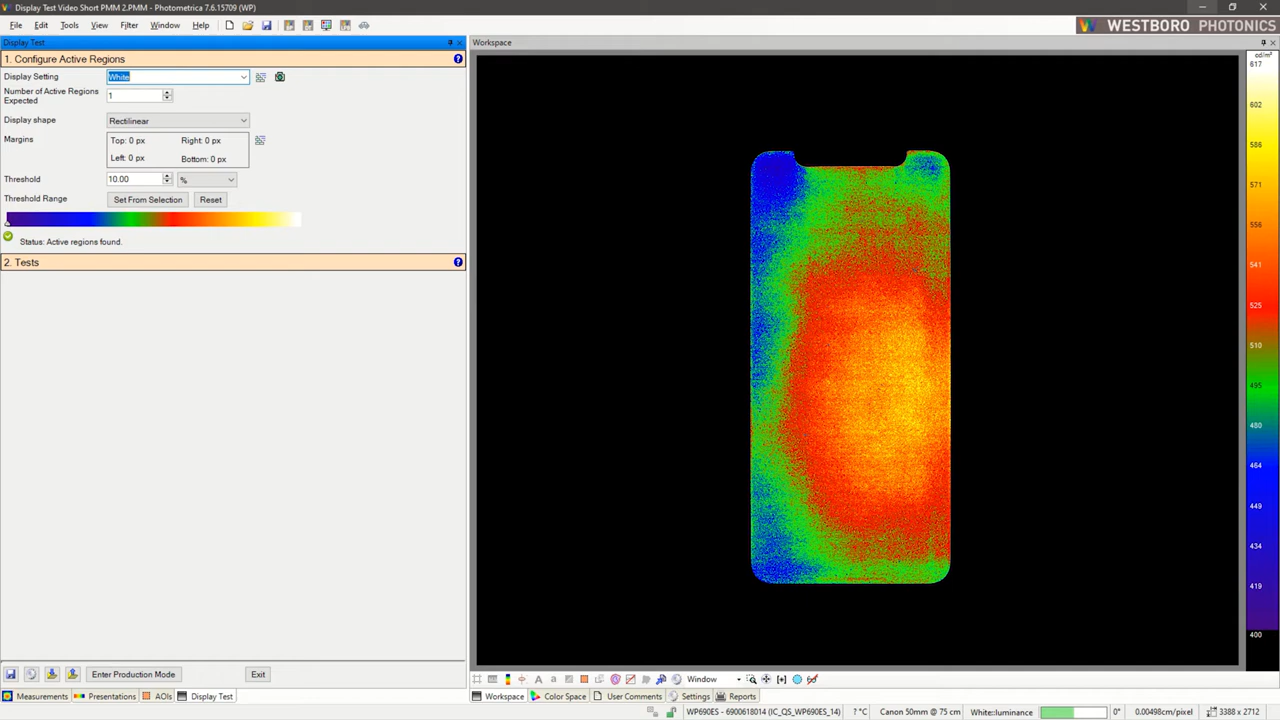 Display Test Video Short PMM 2.PMM - Photometrica 7.6.15709 (WP)
File Edit Tools View Filter Window Help
WESTBORO PHOTONICS
Display Test
Workspace
1. Configure Active Regions
Display Setting White
Number of Active Regions
Expected
1
Display shape Rectilinear
Margins
Top: 0 px Right: 0 px
Left: 0 px Bottom: 0 px
Threshold 10.00 %
Threshold Range Set From Selection Reset
Status: Active regions found.
2. Tests
cd/m²
617
602
586
571
556
541
525
510
495
480
464
449
434
419
400
Enter Production Mode Exit
Window
Measurements Presentations AOIs Display Test
Workspace Color Space User Comments Settings Reports
WP690ES - 6900618014 (IC_QS_WP690ES_14) ? °C Canon 50mm @ 75 cm White:luminance 0° 0.00498cm/pixel 3388 x 2712